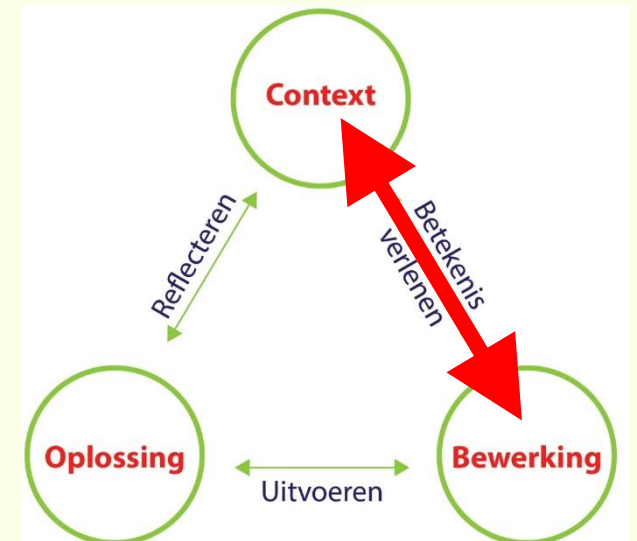 Context
Reflecteren
Betekenis
verlenen
Oplossing
Bewerking
Uitvoeren